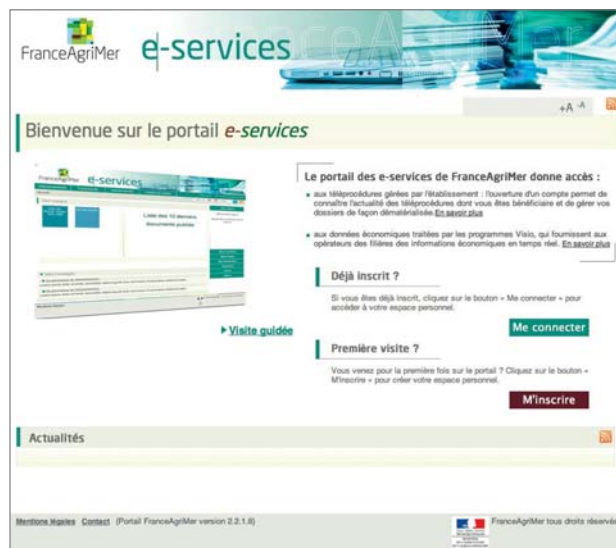 FranceAgriMer
e-services
FranceAgriMer
+A -A
Bienvenue sur le portail e-services
FranceAgriMer
e-services
Liste des 10 derniers
documents publiés
Visite guidée
Le portail des e-services de FranceAgriMer donne accès :
aux téléprocédures gérées par l'établissement : l'ouverture d'un compte permet de
connaître l'actualité des téléprocédures dont vous êtes bénéficiaire et de gérer vos
dossiers de façon dématérialisée.En savoir plus
aux données économiques traitées par les programmes Visio, qui fournissent aux
opérateurs des filières des informations économiques en temps réel. En savoir plus
Déjà inscrit ?
Si vous êtes déjà inscrit, cliquez sur le bouton « Me connecter » pour
accéder à votre espace personnel.
Me connecter
Première visite ?
Vous venez pour la première fois sur le portail ? Cliquez sur le bouton «
M'inscrire » pour créer votre espace personnel.
M'inscrire
Actualités
Mentions légales Contact (Portail FranceAgriMer version 2.2.1.8)
FranceAgriMer tous droits réservés